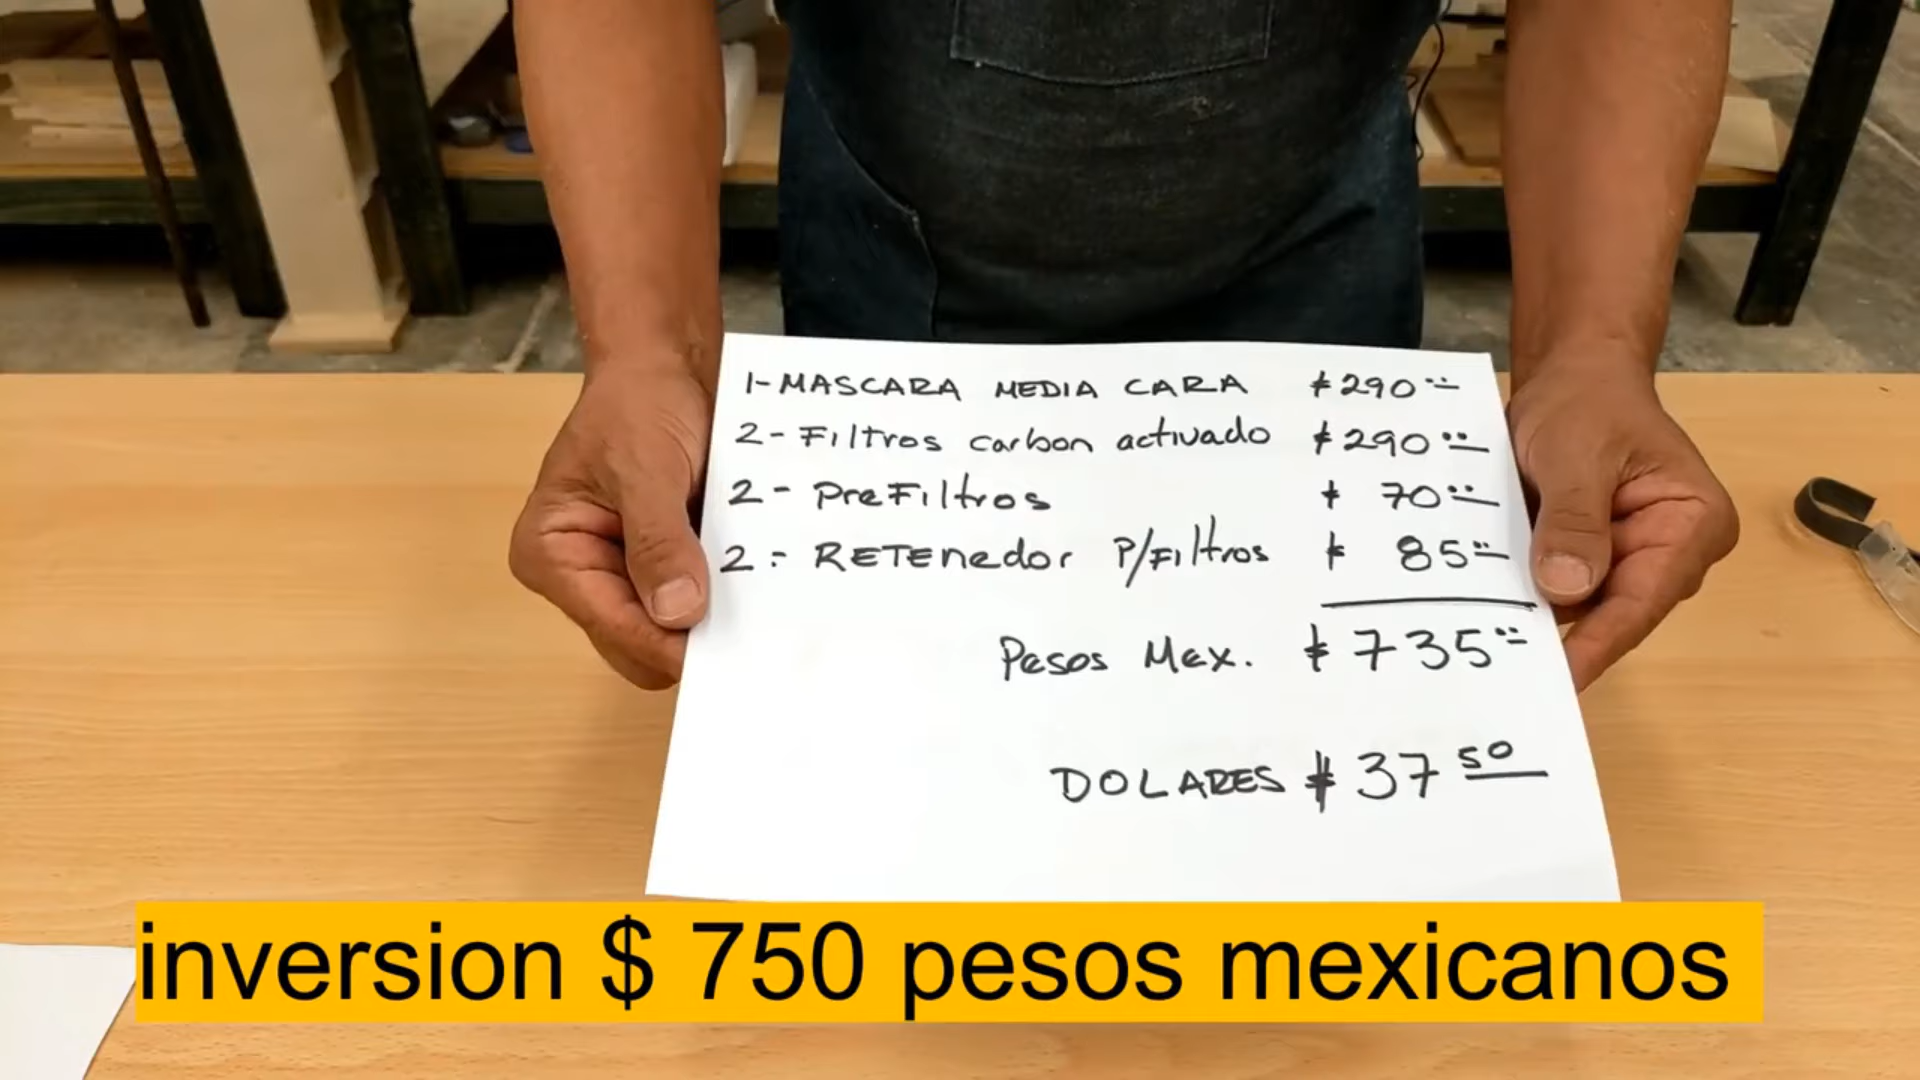 1- MASCARA MEDIA CARA $290.00
2- Filtros carbon activado $290.00
2- PreFiltros $ 70.00
2- RETENedor P/Filtros $ 85.00
Pesos Mex. $735.00
DOLARES $37.50
inversion $ 750 pesos mexicanos